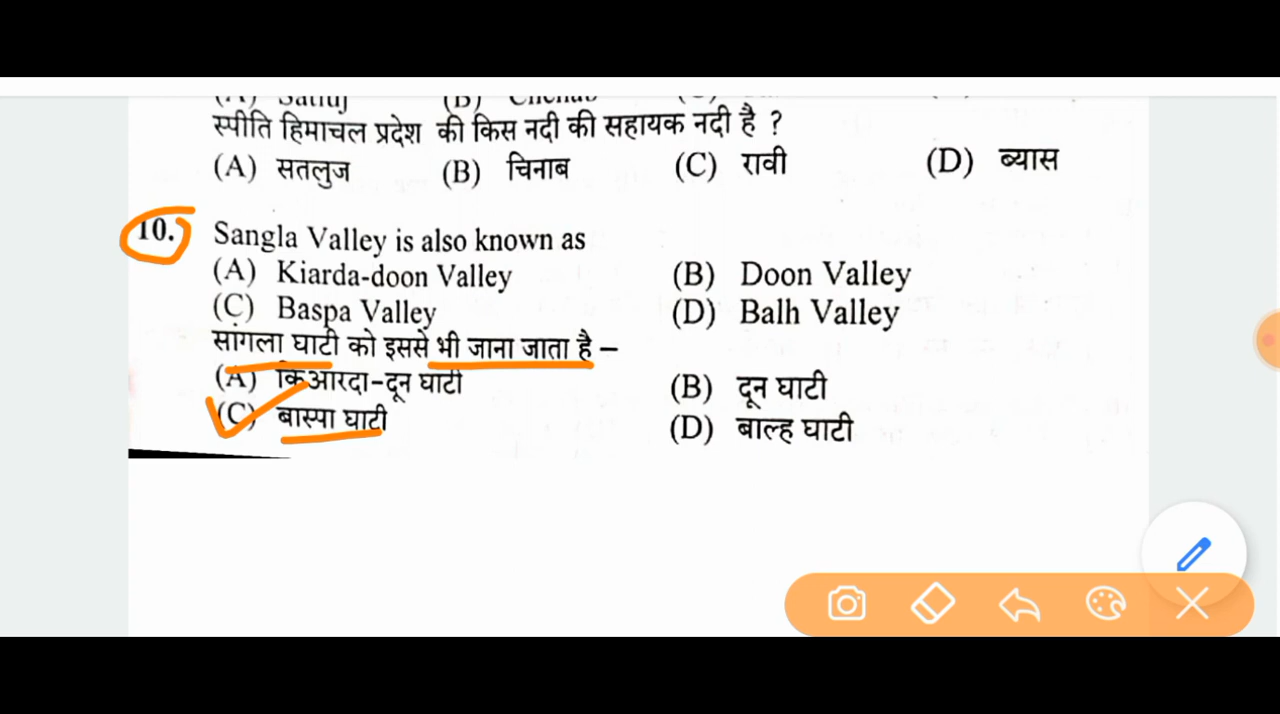 स्पीति हिमाचल प्रदेश की किस नदी की सहायक नदी है ?
(A) सतलुज (B) चिनाब (C) रावी (D) ब्यास
10. Sangla Valley is also known as
(A) Kiarda-doon Valley (B) Doon Valley
(C) Baspa Valley (D) Balh Valley
सांगला घाटी को इससे भी जाना जाता है –
(A) किआरदा-दून घाटी (B) दून घाटी
(C) बास्पा घाटी (D) बाल्ह घाटी